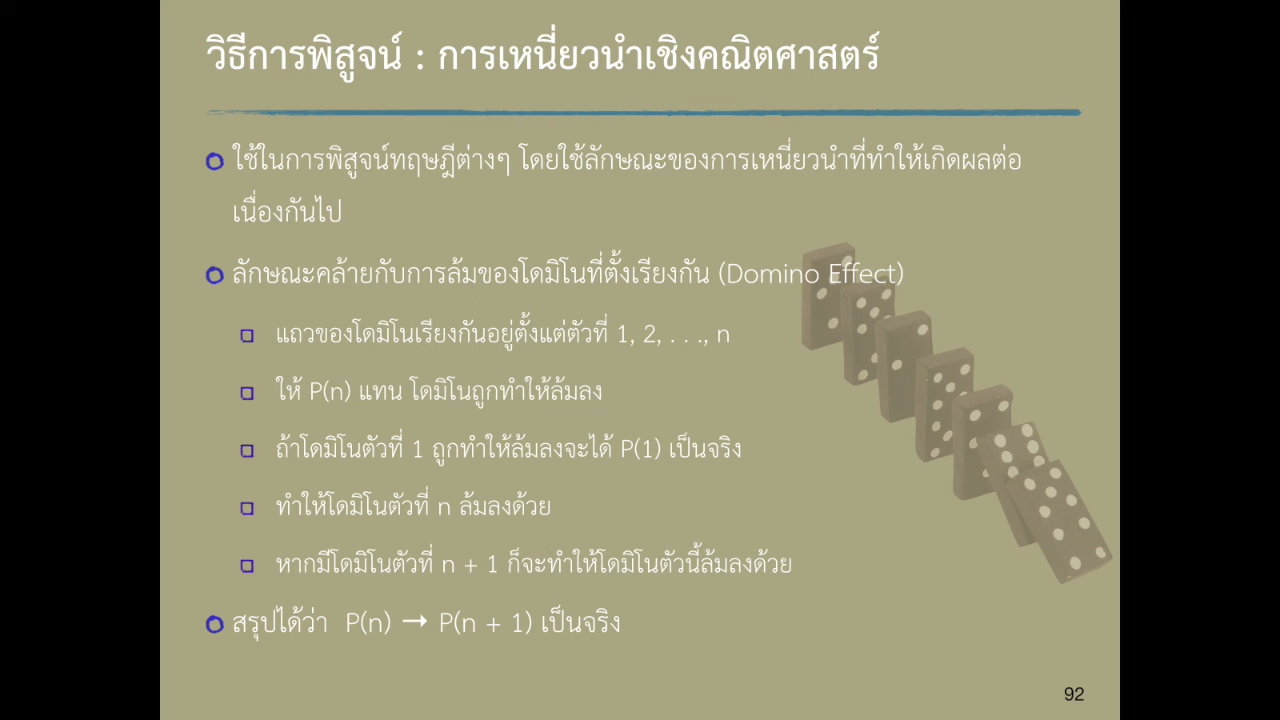 วิธีการพิสูจน์ : การเหนี่ยวนำเชิงคณิตศาสตร์
ใช้ในการพิสูจน์ทฤษฎีต่างๆ โดยใช้ลักษณะของการเหนี่ยวนำที่ทำให้เกิดผลต่อ
เนื่องกันไป
ลักษณะคล้ายกับการล้มของโดมิโนที่ตั้งเรียงกัน (Domino Effect)
แถวของโดมิโนเรียงกันอยู่ตั้งแต่ตัวที่ 1, 2, . . ., n
ให้ P(n) แทน โดมิโนถูกทำให้ล้มลง
ถ้าโดมิโนตัวที่ 1 ถูกทำให้ล้มลงจะได้ P(1) เป็นจริง
ทำให้โดมิโนตัวที่ n ล้มลงด้วย
หากมีโดมิโนตัวที่ n + 1 ก็จะทำให้โดมิโนตัวนี้ล้มลงด้วย
สรุปได้ว่า P(n) → P(n + 1) เป็นจริง
92